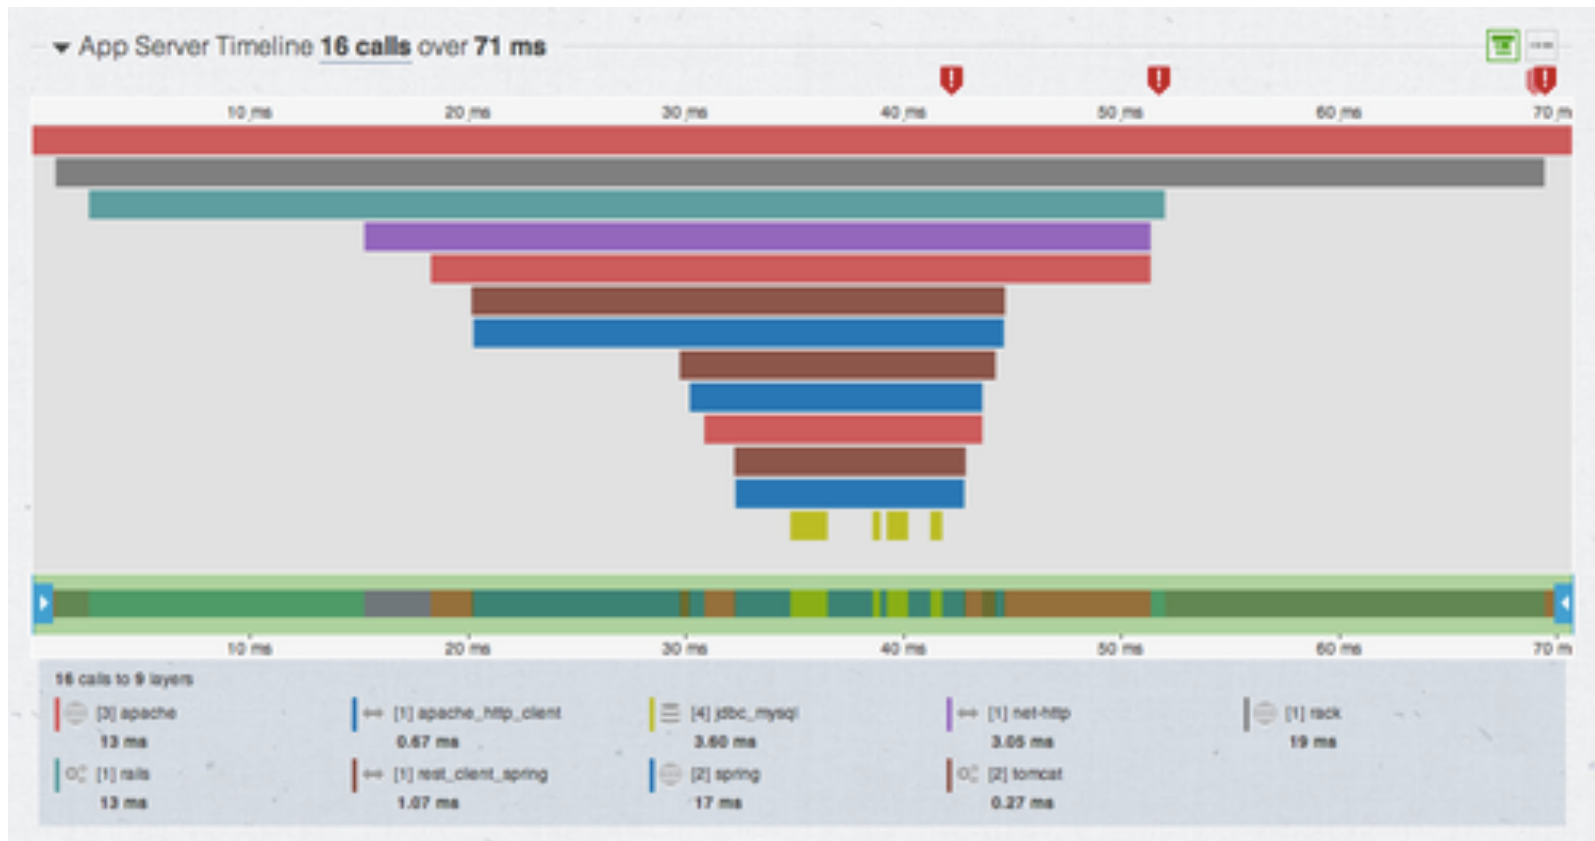 App Server Timeline 16 calls over 71 ms
10 ms 20 ms 30 ms 40 ms 50 ms 60 ms 70 m
10 ms 20 ms 30 ms 40 ms 50 ms 60 ms 70 m
16 calls to 9 layers
[3] apache [1] apache_http_client [4] jdbc_mysql [1] net-http [1] rack
13 ms 0.67 ms 3.60 ms 3.05 ms 19 ms
[1] rails [1] rest_client_spring [2] spring [2] tomcat
13 ms 1.07 ms 17 ms 0.27 ms